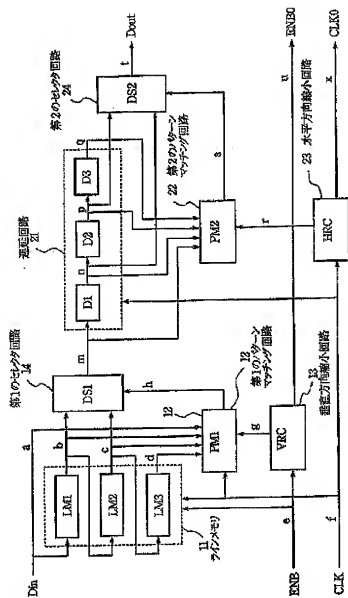 Din
a
b
c
d
LM1
LM2
LM3
11
ラインメモリ
第1のセレクタ回路
14
DS1
h
12
PM1
12
第1のパターン
マッチング回路
g
VRC
13
垂直方向縮小回路
ENB
e
CLK
f
遅延回路
21
m
D1
n
D2
p
D3
q
第2のセレクタ回路
24
DS2
t
Dout
s
22
第2のパターン
マッチング回路
PM2
r
23 水平方向縮小回路
HRC
u
ENBO
x
CLKO